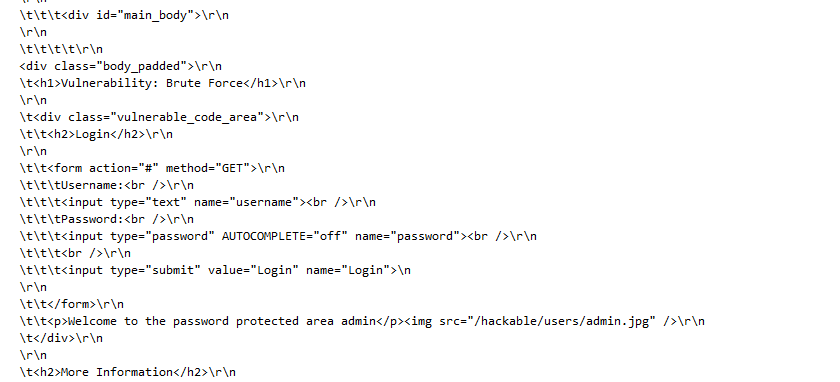 \t\t\t<div id="main_body">\r\n
\r\n
\t\t\t\t\r\n
<div class="body_padded">\r\n
\t<h1>Vulnerability: Brute Force</h1>\r\n
\r\n
\t<div class="vulnerable_code_area">\r\n
\t\t<h2>Login</h2>\r\n
\r\n
\t\t<form action="#" method="GET">\r\n
\t\t\tUsername:<br />\r\n
\t\t\t<input type="text" name="username"><br />\r\n
\t\t\tPassword:<br />\r\n
\t\t\t<input type="password" AUTOCOMPLETE="off" name="password"><br />\r\n
\t\t\t<br />\r\n
\t\t\t<input type="submit" value="Login" name="Login">\n
\r\n
\t\t</form>\r\n
\t\t<p>Welcome to the password protected area admin</p><img src="/hackable/users/admin.jpg" />\r\n
\t</div>\r\n
\r\n
\t<h2>More Information</h2>\r\n